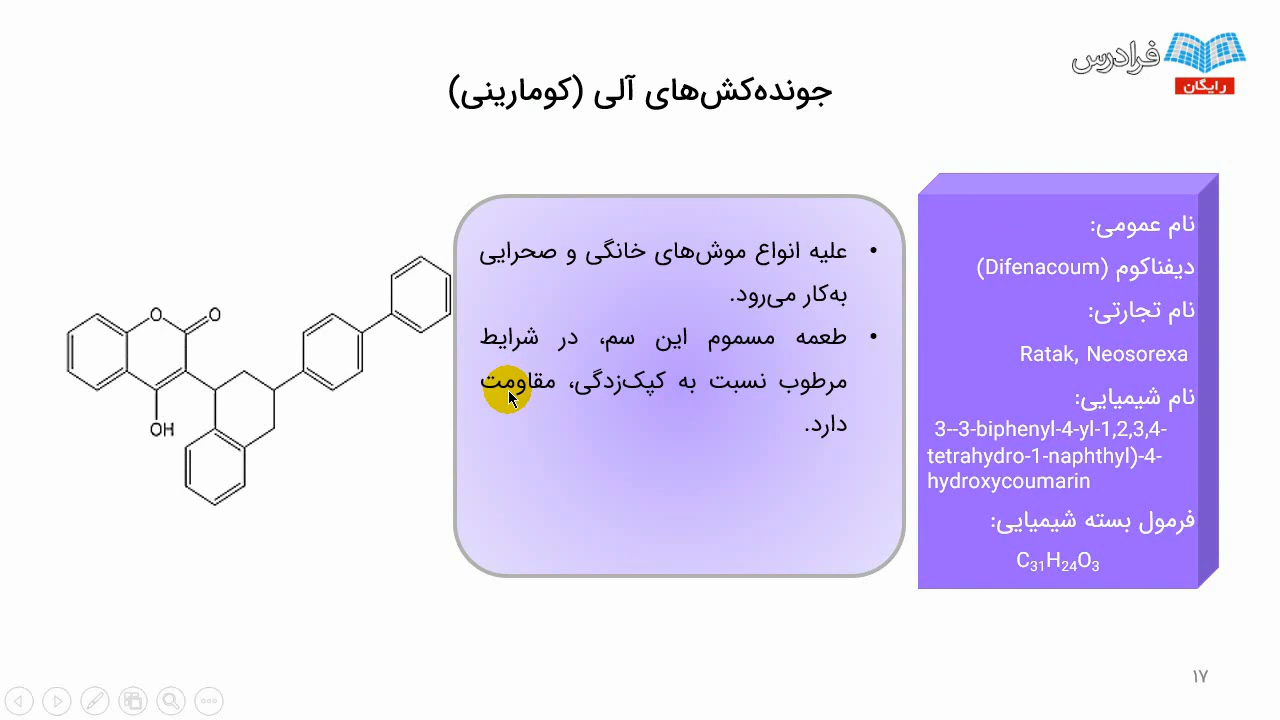 فرادرس
رایگان
جونده‌کش‌های آلی (کومارینی)
نام عمومی:
دیفناکوم (Difenacoum)
نام تجارتی:
Ratak, Neosorexa
نام شیمیایی:
3--3-biphenyl-4-yl-1,2,3,4-
tetrahydro-1-naphthyl)-4-
hydroxycoumarin
فرمول بسته شیمیایی:
C₃₁H₂₄O₃
• علیه انواع موش‌های خانگی و صحرایی
به‌کار می‌رود.
• طعمه مسموم این سم، در شرایط
مرطوب نسبت به کپک‌زدگی، مقاومت
دارد.
O
O
OH
۱۷